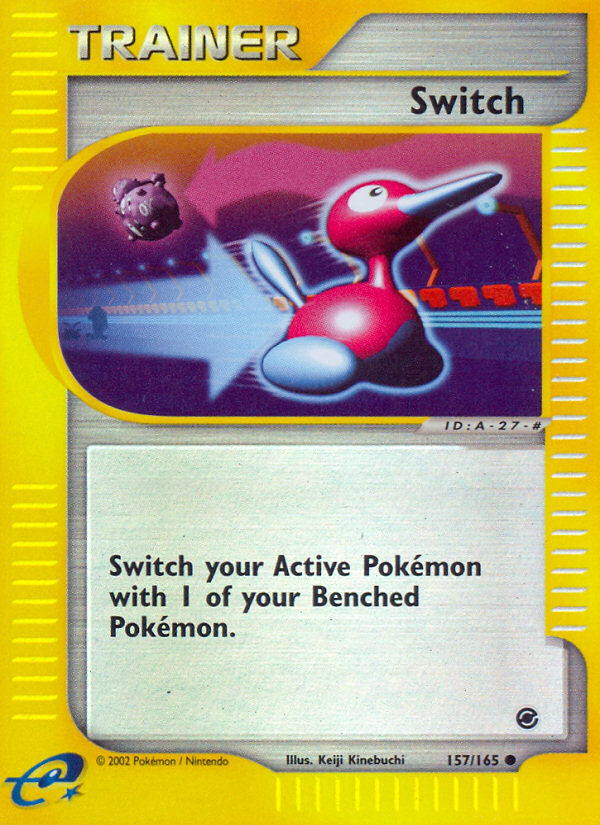 TRAINER
Switch
ID:A-27-#
Switch your Active Pokémon
with 1 of your Benched
Pokémon.
© 2002 Pokémon / Nintendo
Illus. Keiji Kinebuchi
157/165